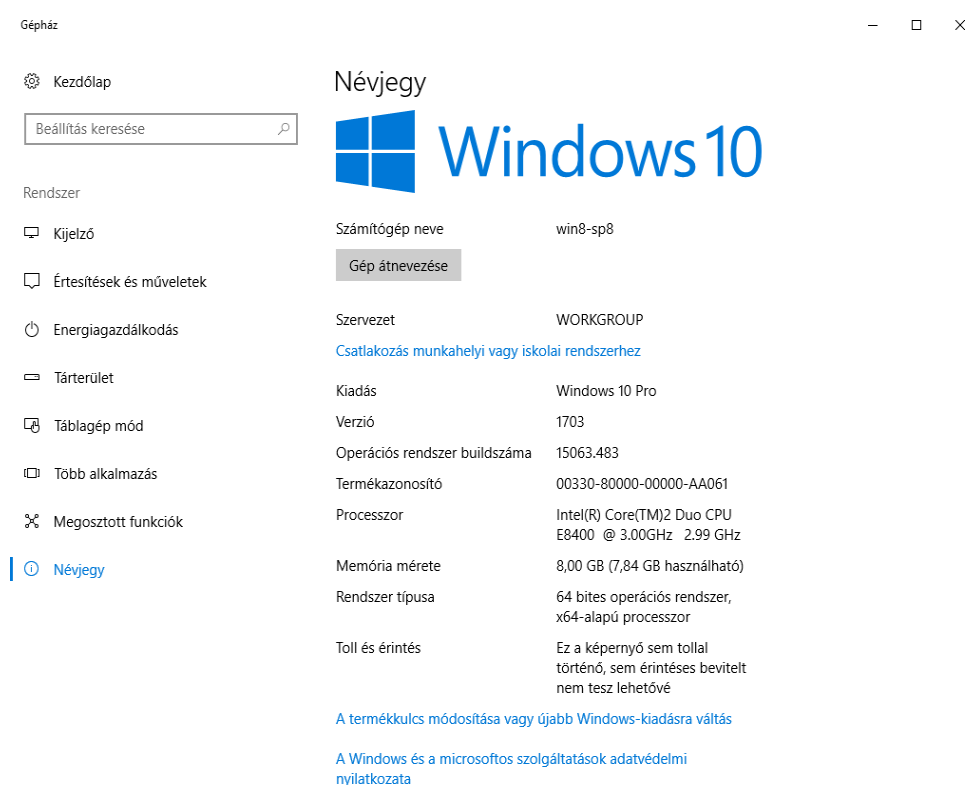 Gépház
Kezdőlap
Beállítás keresése
Rendszer
Kijelző
Értesítések és műveletek
Energiagazdálkodás
Tárterület
Táblagép mód
Több alkalmazás
Megosztott funkciók
Névjegy
Névjegy
Windows 10
Számítógép neve win8-sp8
Gép átnevezése
Szervezet WORKGROUP
Csatlakozás munkahelyi vagy iskolai rendszerhez
Kiadás Windows 10 Pro
Verzió 1703
Operációs rendszer buildszáma 15063.483
Termékazonosító 00330-80000-00000-AA061
Processzor Intel(R) Core(TM)2 Duo CPU
E8400 @ 3.00GHz 2.99 GHz
Memória mérete 8,00 GB (7,84 GB használható)
Rendszer típusa 64 bites operációs rendszer,
x64-alapú processzor
Toll és érintés Ez a képernyő sem tollal
történő, sem érintéses bevitelt
nem tesz lehetővé
A termékkulcs módosítása vagy újabb Windows-kiadásra váltás
A Windows és a microsoftos szolgáltatások adatvédelmi
nyilatkozata